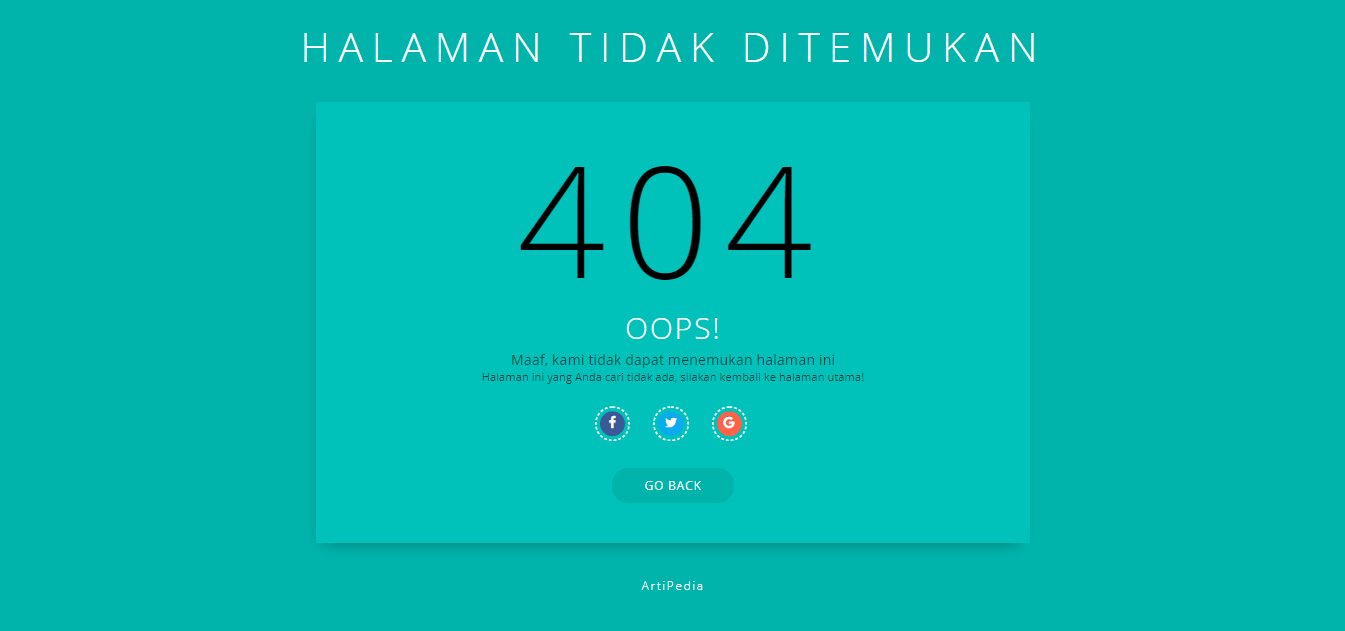 HALAMAN TIDAK DITEMUKAN
404
OOPS!
Maaf, kami tidak dapat menemukan halaman ini
Halaman ini yang Anda cari tidak ada, silakan kembali ke halaman utama!
GO BACK
ArtiPedia